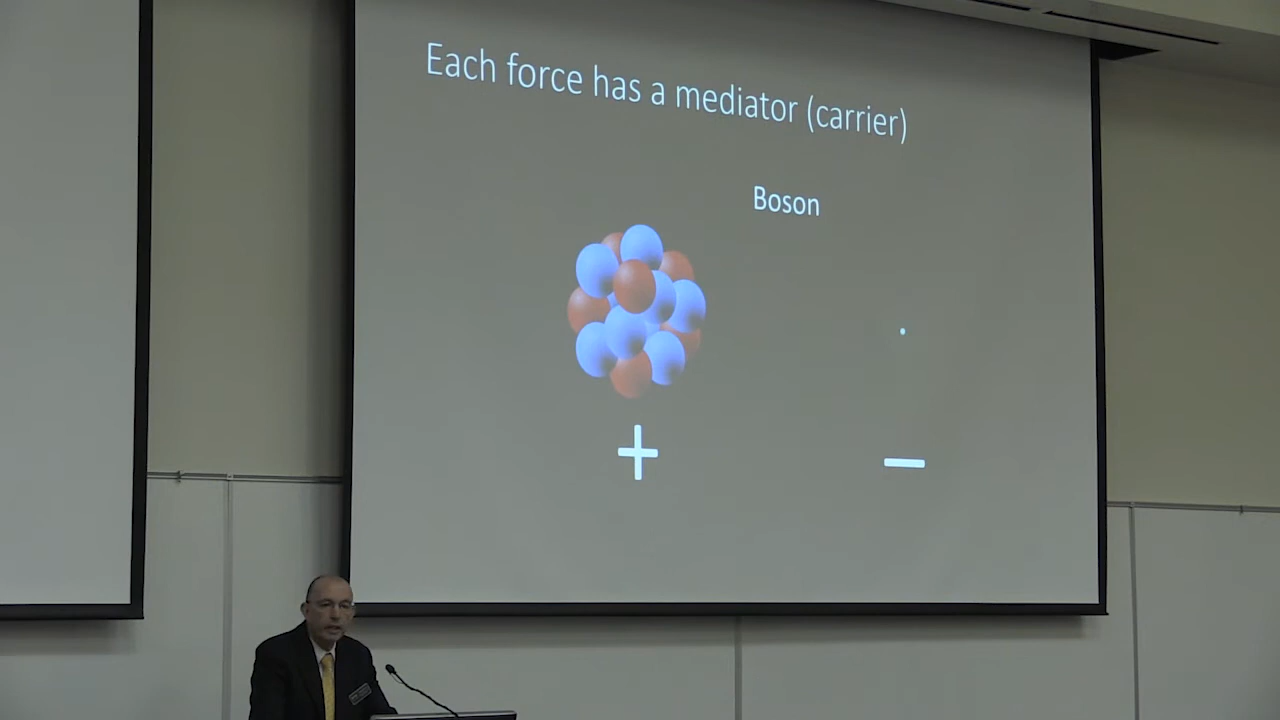 Each force has a mediator (carrier)
Boson
+
−